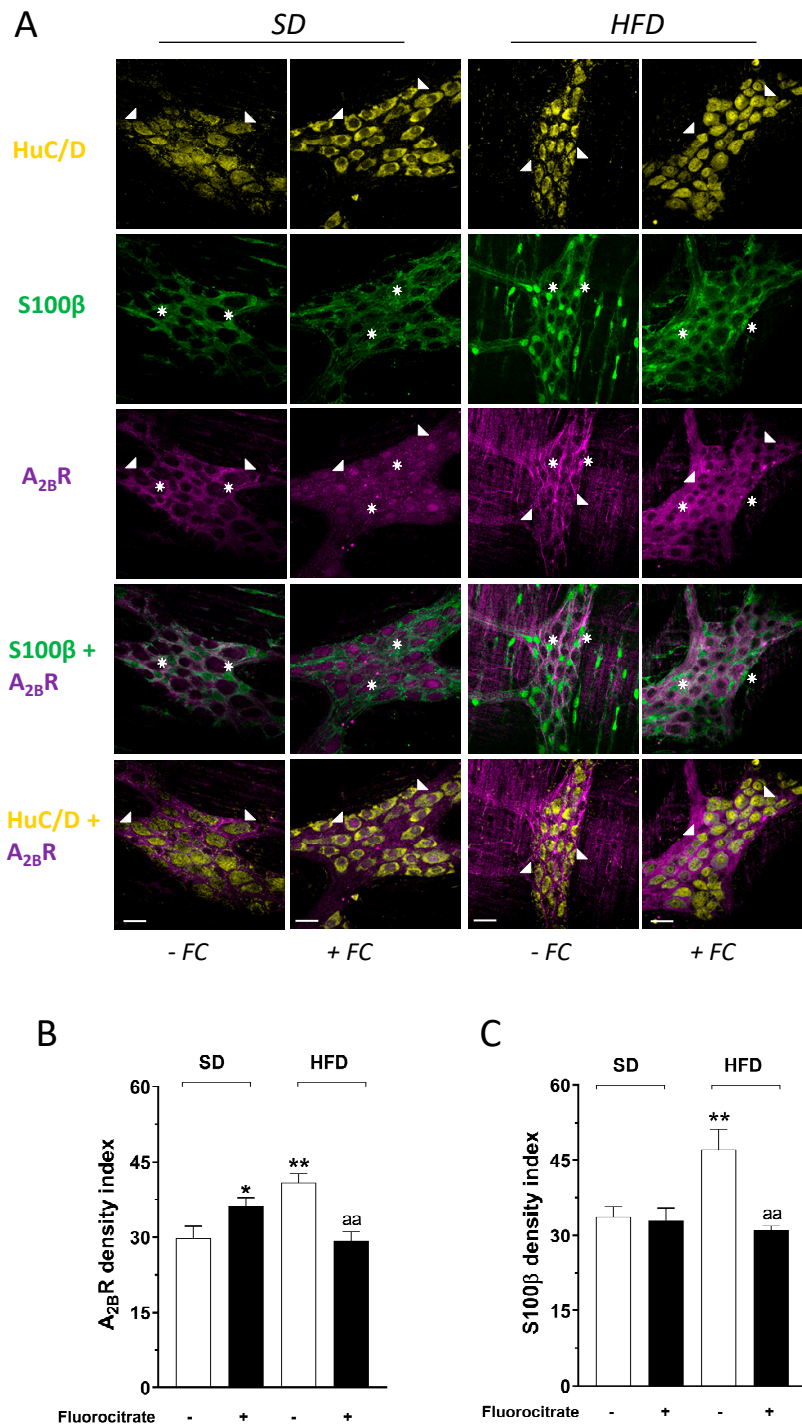 A
SD HFD
HuC/D
S100β
A2BR
S100β +
A2BR
HuC/D +
A2BR
- FC + FC - FC + FC
B
SD HFD
60
45
30
15
0
A2BR density index
* ** aa
Fluorocitrate - + - +
C
SD HFD
60
45
30
15
0
S100β density index
** aa
Fluorocitrate - + - +